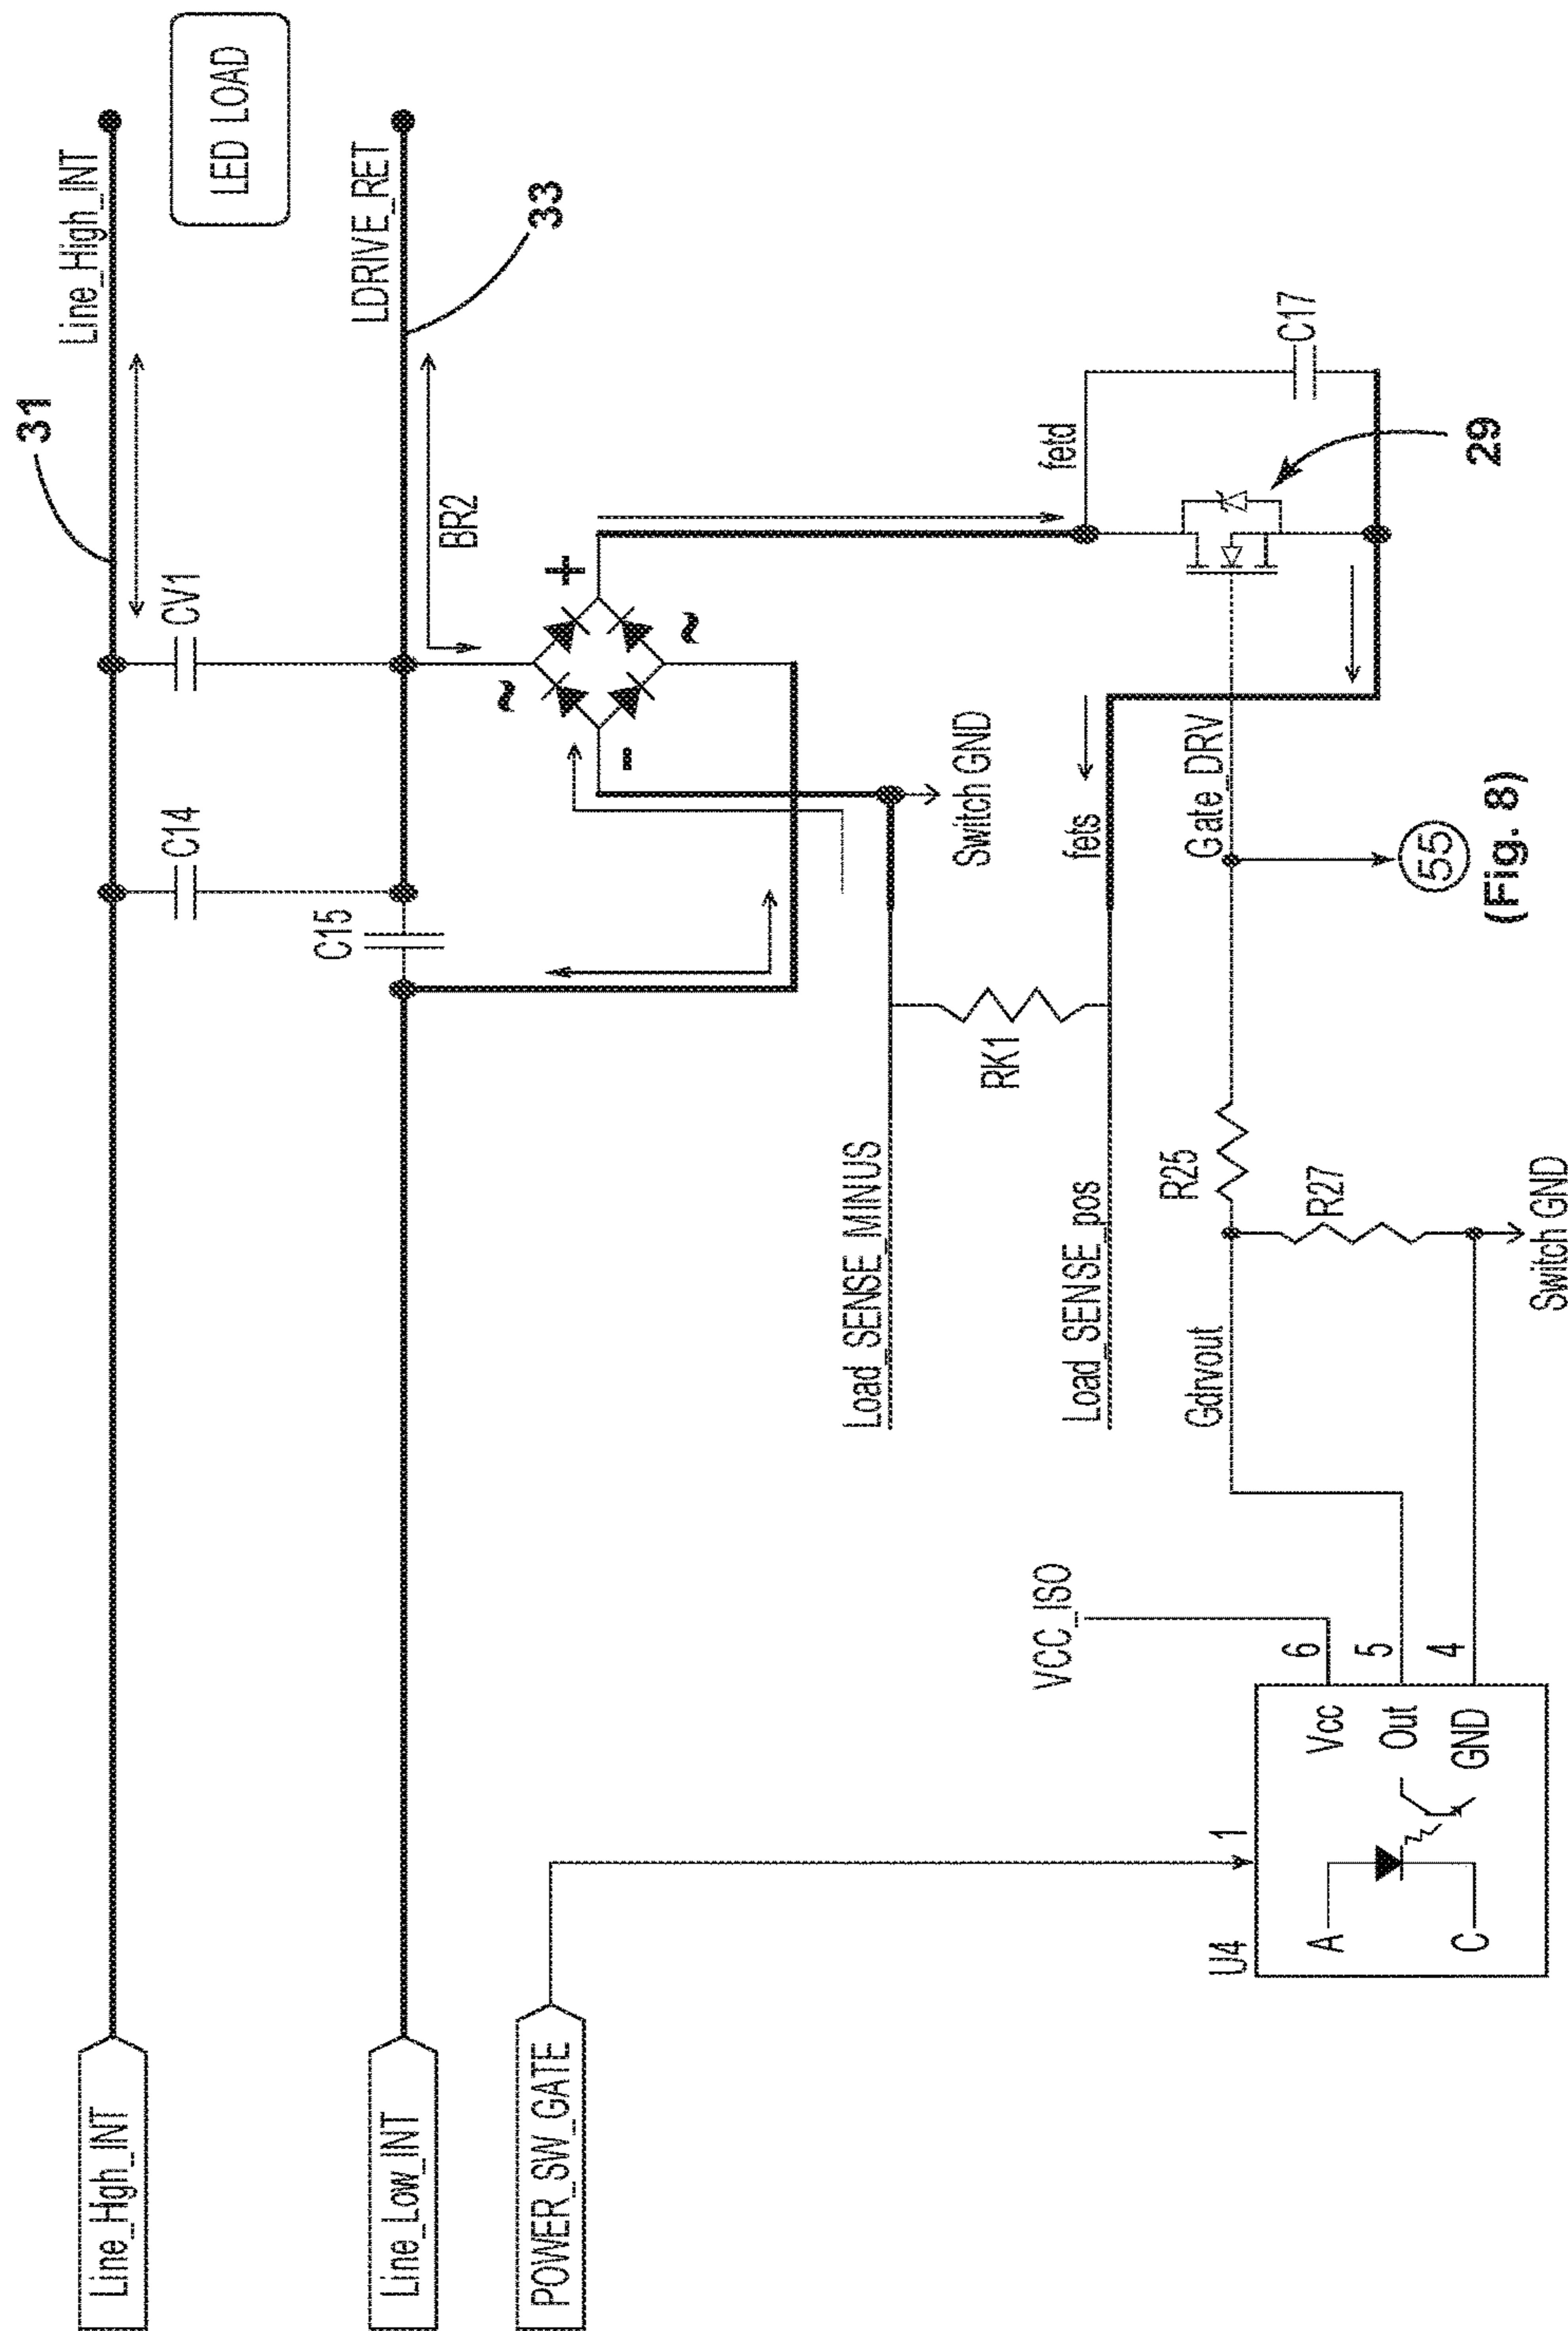 31
Line_High_INT
LED LOAD
CV1
C14
C15
LDRIVE_RET
33
BR2
~
+
-
~
Switch GND
fetd
C17
29
fets
Gate_DRV
55
(Fig. 8)
Load_SENSE_MINUS
RK1
Load_SENSE_pos
R25
R27
Gdrvout
Switch GND
VCC_ISO
6
5
4
Vcc
Out
GND
1
U4
A
C
Line_Hgh_INT
Line_Low_INT
POWER_SW_GATE